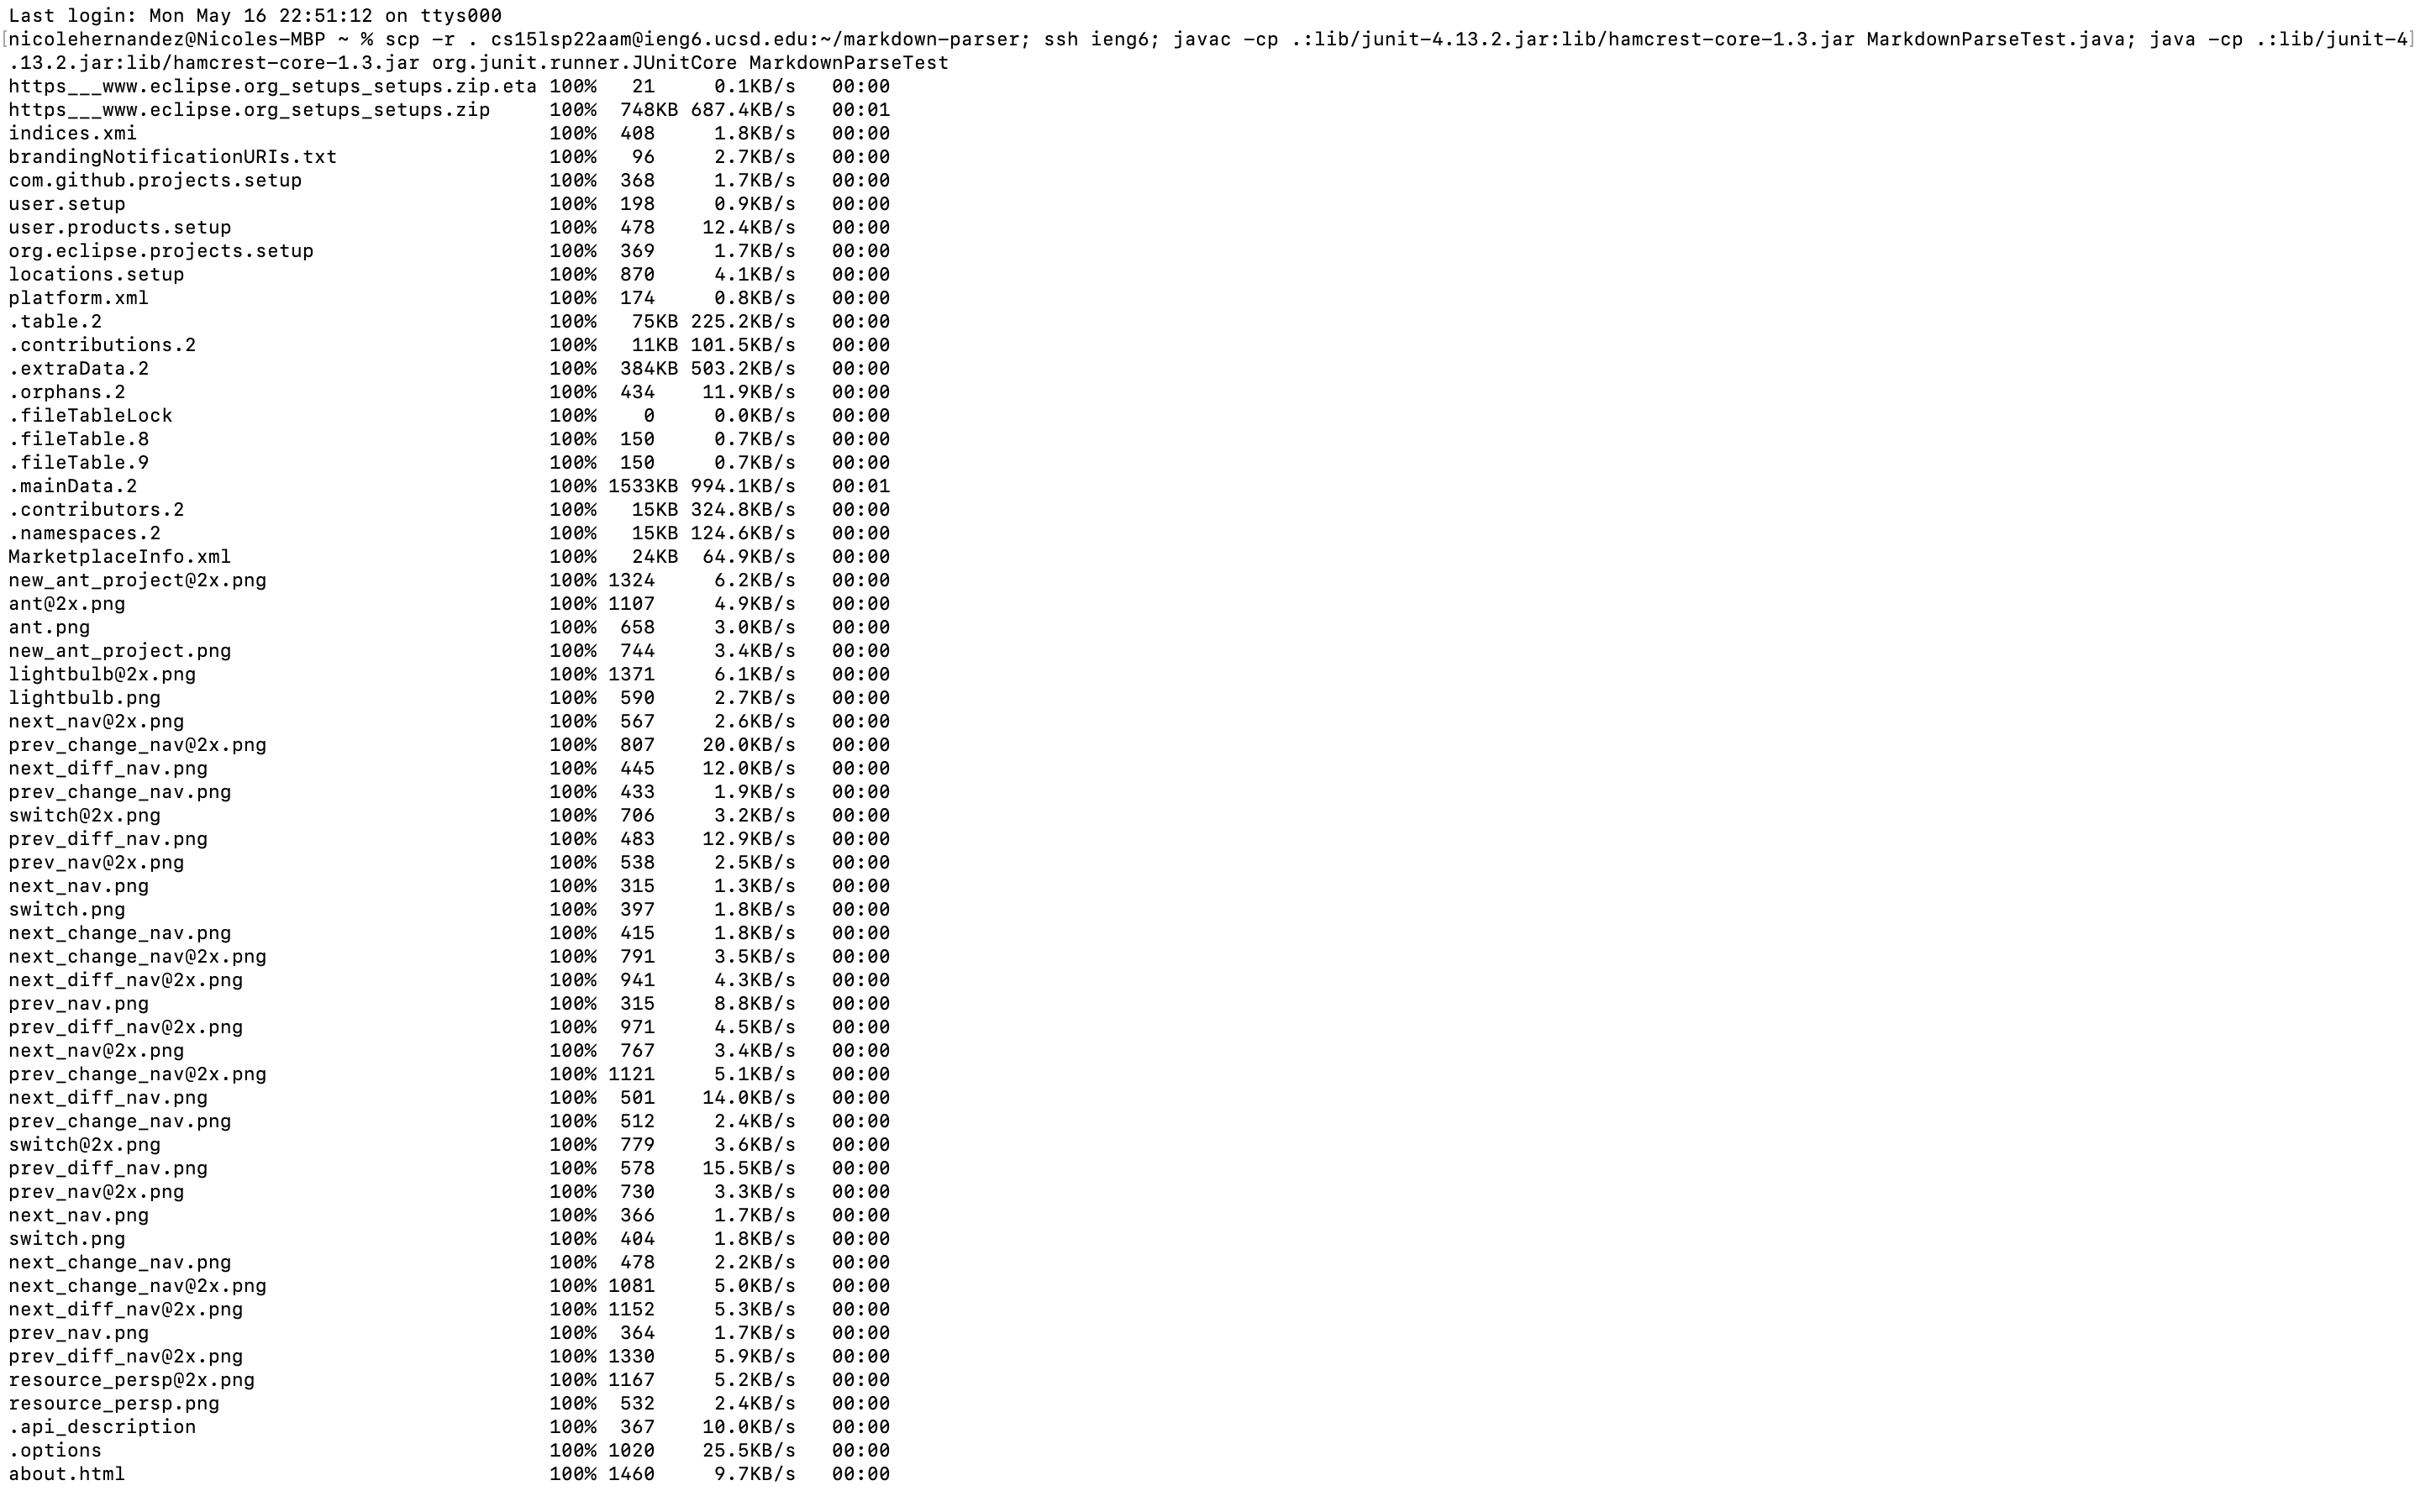 Last login: Mon May 16 22:51:12 on ttys000
[nicolehernandez@Nicoles-MBP ~ % scp -r . cs15lsp22aam@ieng6.ucsd.edu:~/markdown-parser; ssh ieng6; javac -cp .:lib/junit-4.13.2.jar:lib/hamcrest-core-1.3.jar MarkdownParseTest.java; java -cp .:lib/junit-4]
.13.2.jar:lib/hamcrest-core-1.3.jar org.junit.runner.JUnitCore MarkdownParseTest
https___www.eclipse.org_setups_setups.zip.eta 100% 21 0.1KB/s 00:00
https___www.eclipse.org_setups_setups.zip 100% 748KB 687.4KB/s 00:01
indices.xmi 100% 408 1.8KB/s 00:00
brandingNotificationURIs.txt 100% 96 2.7KB/s 00:00
com.github.projects.setup 100% 368 1.7KB/s 00:00
user.setup 100% 198 0.9KB/s 00:00
user.products.setup 100% 478 12.4KB/s 00:00
org.eclipse.projects.setup 100% 369 1.7KB/s 00:00
locations.setup 100% 870 4.1KB/s 00:00
platform.xml 100% 174 0.8KB/s 00:00
.table.2 100% 75KB 225.2KB/s 00:00
.contributions.2 100% 11KB 101.5KB/s 00:00
.extraData.2 100% 384KB 503.2KB/s 00:00
.orphans.2 100% 434 11.9KB/s 00:00
.fileTableLock 100% 0 0.0KB/s 00:00
.fileTable.8 100% 150 0.7KB/s 00:00
.fileTable.9 100% 150 0.7KB/s 00:00
.mainData.2 100% 1533KB 994.1KB/s 00:01
.contributors.2 100% 15KB 324.8KB/s 00:00
.namespaces.2 100% 15KB 124.6KB/s 00:00
MarketplaceInfo.xml 100% 24KB 64.9KB/s 00:00
new_ant_project@2x.png 100% 1324 6.2KB/s 00:00
ant@2x.png 100% 1107 4.9KB/s 00:00
ant.png 100% 658 3.0KB/s 00:00
new_ant_project.png 100% 744 3.4KB/s 00:00
lightbulb@2x.png 100% 1371 6.1KB/s 00:00
lightbulb.png 100% 590 2.7KB/s 00:00
next_nav@2x.png 100% 567 2.6KB/s 00:00
prev_change_nav@2x.png 100% 807 20.0KB/s 00:00
next_diff_nav.png 100% 445 12.0KB/s 00:00
prev_change_nav.png 100% 433 1.9KB/s 00:00
switch@2x.png 100% 706 3.2KB/s 00:00
prev_diff_nav.png 100% 483 12.9KB/s 00:00
prev_nav@2x.png 100% 538 2.5KB/s 00:00
next_nav.png 100% 315 1.3KB/s 00:00
switch.png 100% 397 1.8KB/s 00:00
next_change_nav.png 100% 415 1.8KB/s 00:00
next_change_nav@2x.png 100% 791 3.5KB/s 00:00
next_diff_nav@2x.png 100% 941 4.3KB/s 00:00
prev_nav.png 100% 315 8.8KB/s 00:00
prev_diff_nav@2x.png 100% 971 4.5KB/s 00:00
next_nav@2x.png 100% 767 3.4KB/s 00:00
prev_change_nav@2x.png 100% 1121 5.1KB/s 00:00
next_diff_nav.png 100% 501 14.0KB/s 00:00
prev_change_nav.png 100% 512 2.4KB/s 00:00
switch@2x.png 100% 779 3.6KB/s 00:00
prev_diff_nav.png 100% 578 15.5KB/s 00:00
prev_nav@2x.png 100% 730 3.3KB/s 00:00
next_nav.png 100% 366 1.7KB/s 00:00
switch.png 100% 404 1.8KB/s 00:00
next_change_nav.png 100% 478 2.2KB/s 00:00
next_change_nav@2x.png 100% 1081 5.0KB/s 00:00
next_diff_nav@2x.png 100% 1152 5.3KB/s 00:00
prev_nav.png 100% 364 1.7KB/s 00:00
prev_diff_nav@2x.png 100% 1330 5.9KB/s 00:00
resource_persp@2x.png 100% 1167 5.2KB/s 00:00
resource_persp.png 100% 532 2.4KB/s 00:00
.api_description 100% 367 10.0KB/s 00:00
.options 100% 1020 25.5KB/s 00:00
about.html 100% 1460 9.7KB/s 00:00